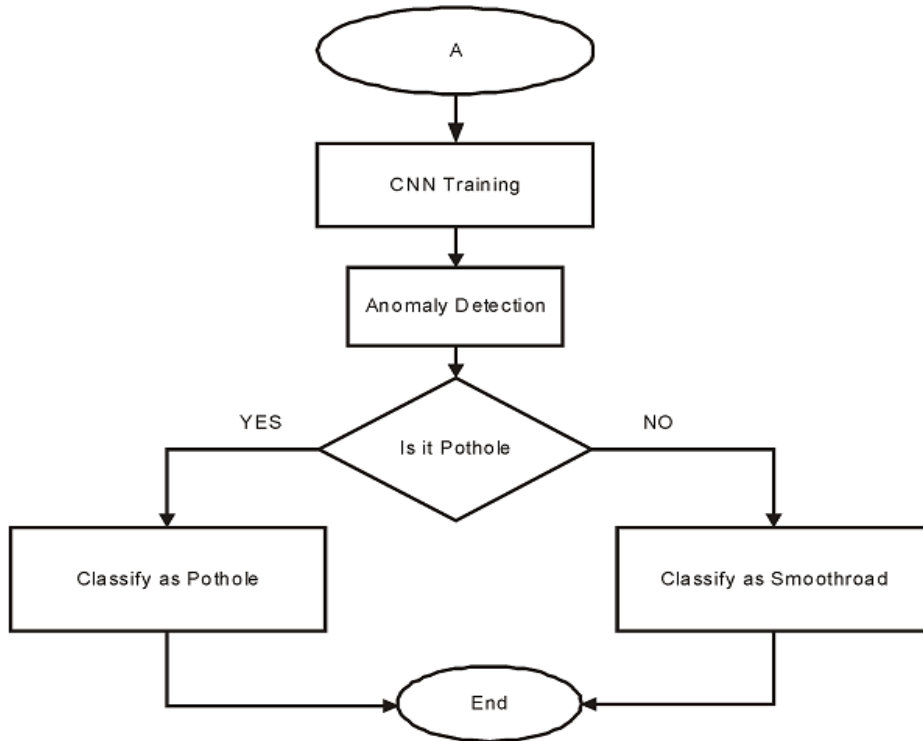 A
CNN Training
Anomaly Detection
YES
Is it Pothole
NO
Classify as Pothole
Classify as Smoothroad
End